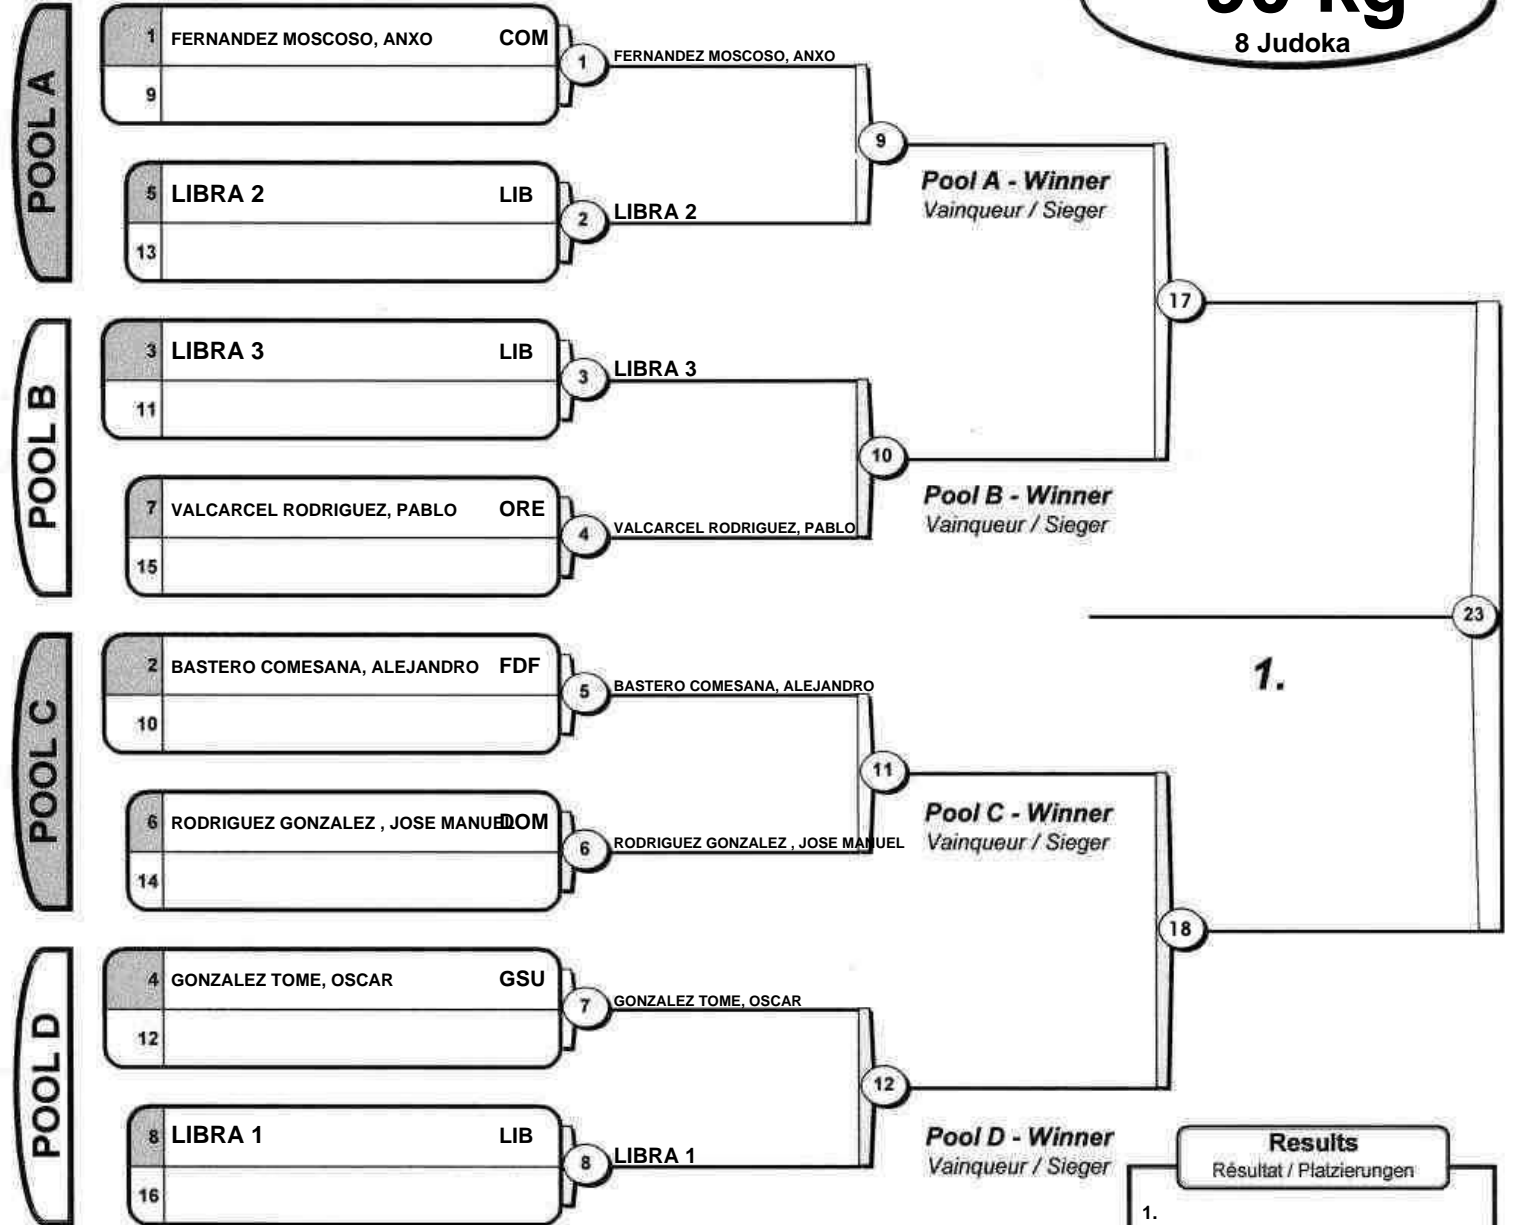 8 Judoka
POOL A
1 FERNANDEZ MOSCOSO, ANXO COM
9
1
FERNANDEZ MOSCOSO, ANXO
5 LIBRA 2 LIB
13
2
LIBRA 2
9
Pool A - Winner
Vainqueur / Sieger
POOL B
3 LIBRA 3 LIB
11
3
LIBRA 3
7 VALCARCEL RODRIGUEZ, PABLO ORE
15
4
VALCARCEL RODRIGUEZ, PABLO
10
Pool B - Winner
Vainqueur / Sieger
17
POOL C
2 BASTERO COMESANA, ALEJANDRO FDF
10
5
BASTERO COMESANA, ALEJANDRO
6 RODRIGUEZ GONZALEZ , JOSE MANUEL DOM
14
6
RODRIGUEZ GONZALEZ , JOSE MANUEL
11
Pool C - Winner
Vainqueur / Sieger
23
1.
POOL D
4 GONZALEZ TOME, OSCAR GSU
12
7
GONZALEZ TOME, OSCAR
8 LIBRA 1 LIB
16
8
LIBRA 1
12
Pool D - Winner
Vainqueur / Sieger
18
Results
Résultat / Platzierungen
1.